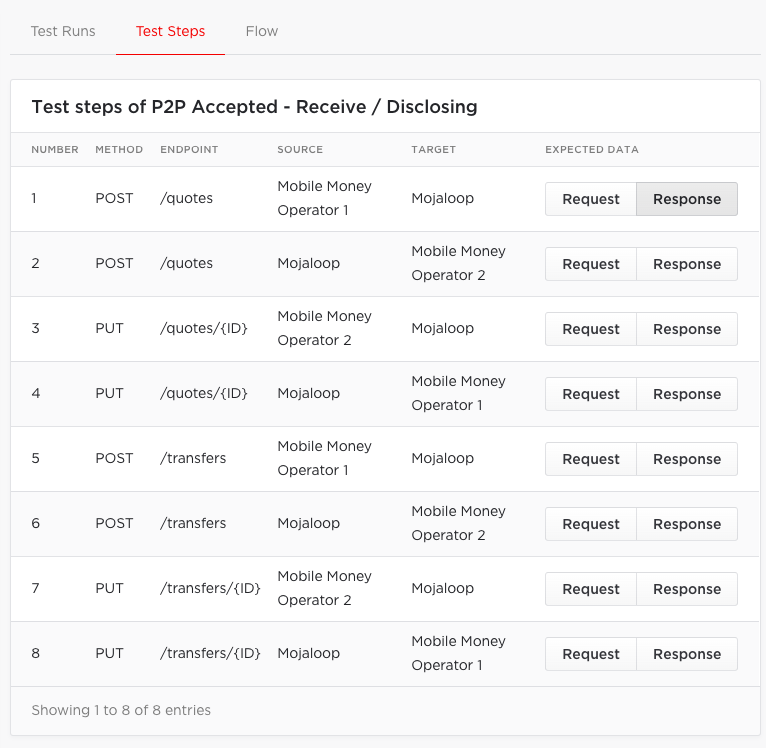 Test Runs Test Steps Flow
Test steps of P2P Accepted - Receive / Disclosing
NUMBER METHOD ENDPOINT SOURCE TARGET EXPECTED DATA
1 POST /quotes Mobile Money Operator 1 Mojaloop Request Response
2 POST /quotes Mojaloop Mobile Money Operator 2 Request Response
3 PUT /quotes/{ID} Mobile Money Operator 2 Mojaloop Request Response
4 PUT /quotes/{ID} Mojaloop Mobile Money Operator 1 Request Response
5 POST /transfers Mobile Money Operator 1 Mojaloop Request Response
6 POST /transfers Mojaloop Mobile Money Operator 2 Request Response
7 PUT /transfers/{ID} Mobile Money Operator 2 Mojaloop Request Response
8 PUT /transfers/{ID} Mojaloop Mobile Money Operator 1 Request Response
Showing 1 to 8 of 8 entries